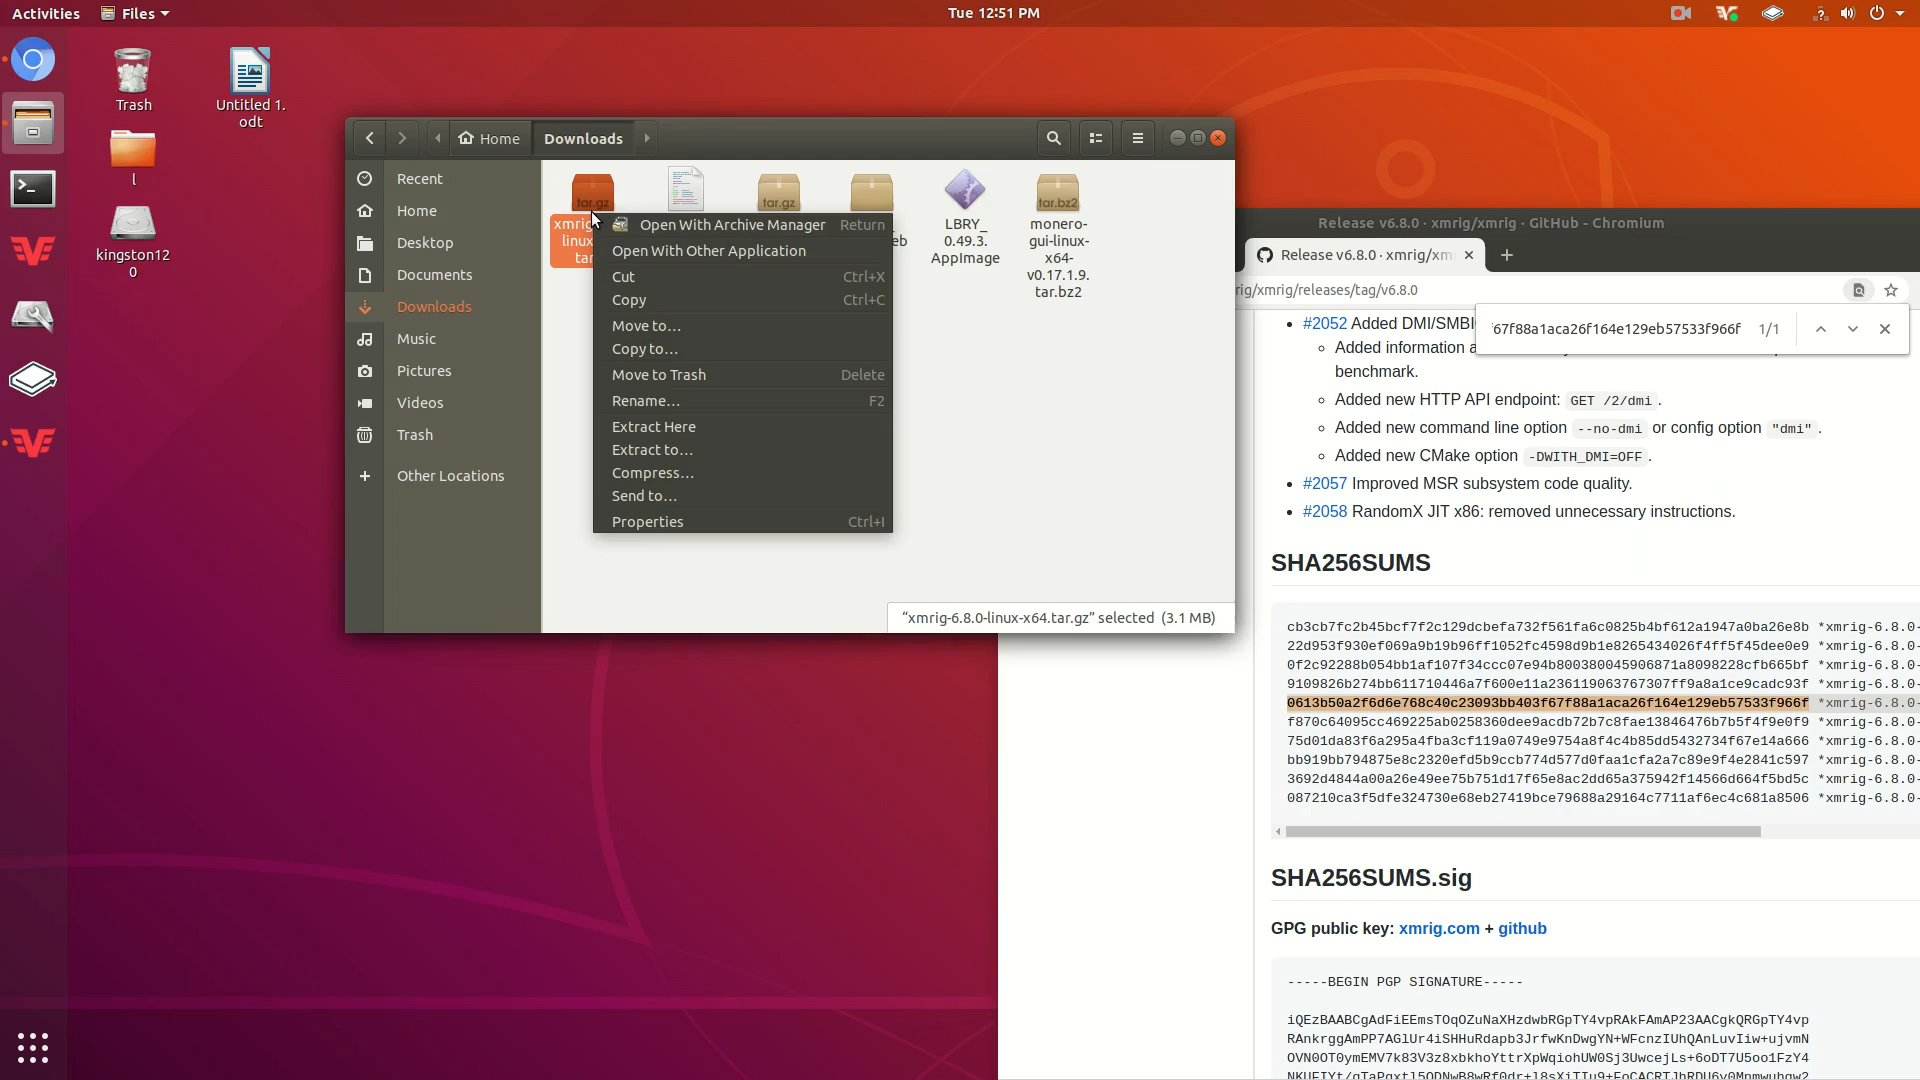 Activities
Files
Tue 12:51 PM
Trash
Untitled 1.
odt
l
kingston12
0
Home
Downloads
Recent
Home
Desktop
Documents
Downloads
Music
Pictures
Videos
Trash
Other Locations
tar.gz
tar.gz
tar.bz2
xmrig
linux
tar
LBRY_
0.49.3.
AppImage
monero-
gui-linux-
x64-
v0.17.1.9.
tar.bz2
Open With Archive Manager Return
Open With Other Application
Cut Ctrl+X
Copy Ctrl+C
Move to…
Copy to…
Move to Trash Delete
Rename… F2
Extract Here
Extract to…
Compress…
Send to…
Properties Ctrl+I
“xmrig-6.8.0-linux-x64.tar.gz” selected (3.1 MB)
Release v6.8.0 · xmrig/xmrig · GitHub - Chromium
Release v6.8.0 · xmrig/xm
rig/xmrig/releases/tag/v6.8.0
67f88a1aca26f164e129eb57533f966f 1/1
#2052 Added DMI/SMBI
Added information a
benchmark.
Added new HTTP API endpoint: GET /2/dmi .
Added new command line option --no-dmi or config option "dmi" .
Added new CMake option -DWITH_DMI=OFF .
#2057 Improved MSR subsystem code quality.
#2058 RandomX JIT x86: removed unnecessary instructions.
SHA256SUMS
cb3cb7fc2b45bcf7f2c129dcbefa732f561fa6c0825b4bf612a1947a0ba26e8b *xmrig-6.8.0-
22d953f930ef069a9b19b96ff1052fc4598d9b1e8265434026f4ff5f45dee0e9 *xmrig-6.8.0-
0f2c92288b054bb1af107f34ccc07e94b800380045906871a8098228cfb665bf *xmrig-6.8.0-
9109826b274bb611710446a7f600e11a236119063767307ff9a8a1ce9cadc93f *xmrig-6.8.0-
0613b50a2f6d6e768c40c23093bb403f67f88a1aca26f164e129eb57533f966f *xmrig-6.8.0-
f870c64095cc469225ab0258360dee9acdb72b7c8fae13846476b7b5f4f9e0f9 *xmrig-6.8.0-
75d01da83f6a295a4fba3cf119a0749e9754a8f4c4b85dd5432734f67e14a666 *xmrig-6.8.0-
bb919bb794875e8c2320efd5b9ccb774d577d0faa1cfa2a7c89e9f4e2841c597 *xmrig-6.8.0-
3692d4844a00a26e49ee75b751d17f65e8ac2dd65a375942f14566d664f5bd5c *xmrig-6.8.0-
087210ca3f5dfe324730e68eb27419bce79688a29164c7711af6ec4c681a8506 *xmrig-6.8.0-
SHA256SUMS.sig
GPG public key: xmrig.com + github
-----BEGIN PGP SIGNATURE-----
iQEzBAABCgAdFiEEmsTOqOZuNaXHzdwbRGpTY4vpRAkFAmAP23AACgkQRGpTY4vp
RAnkrggAmPP7AGlUr4iSHHuRdapb3JrfwKnDwgYN+WFcnzIUhQAnLuvIiw+ujvmN
OVN0OT0ymEMV7k83V3z8xbkhoYttrXpWqiohUW0Sj3UwcejLs+6oDT7U5oo1FzY4